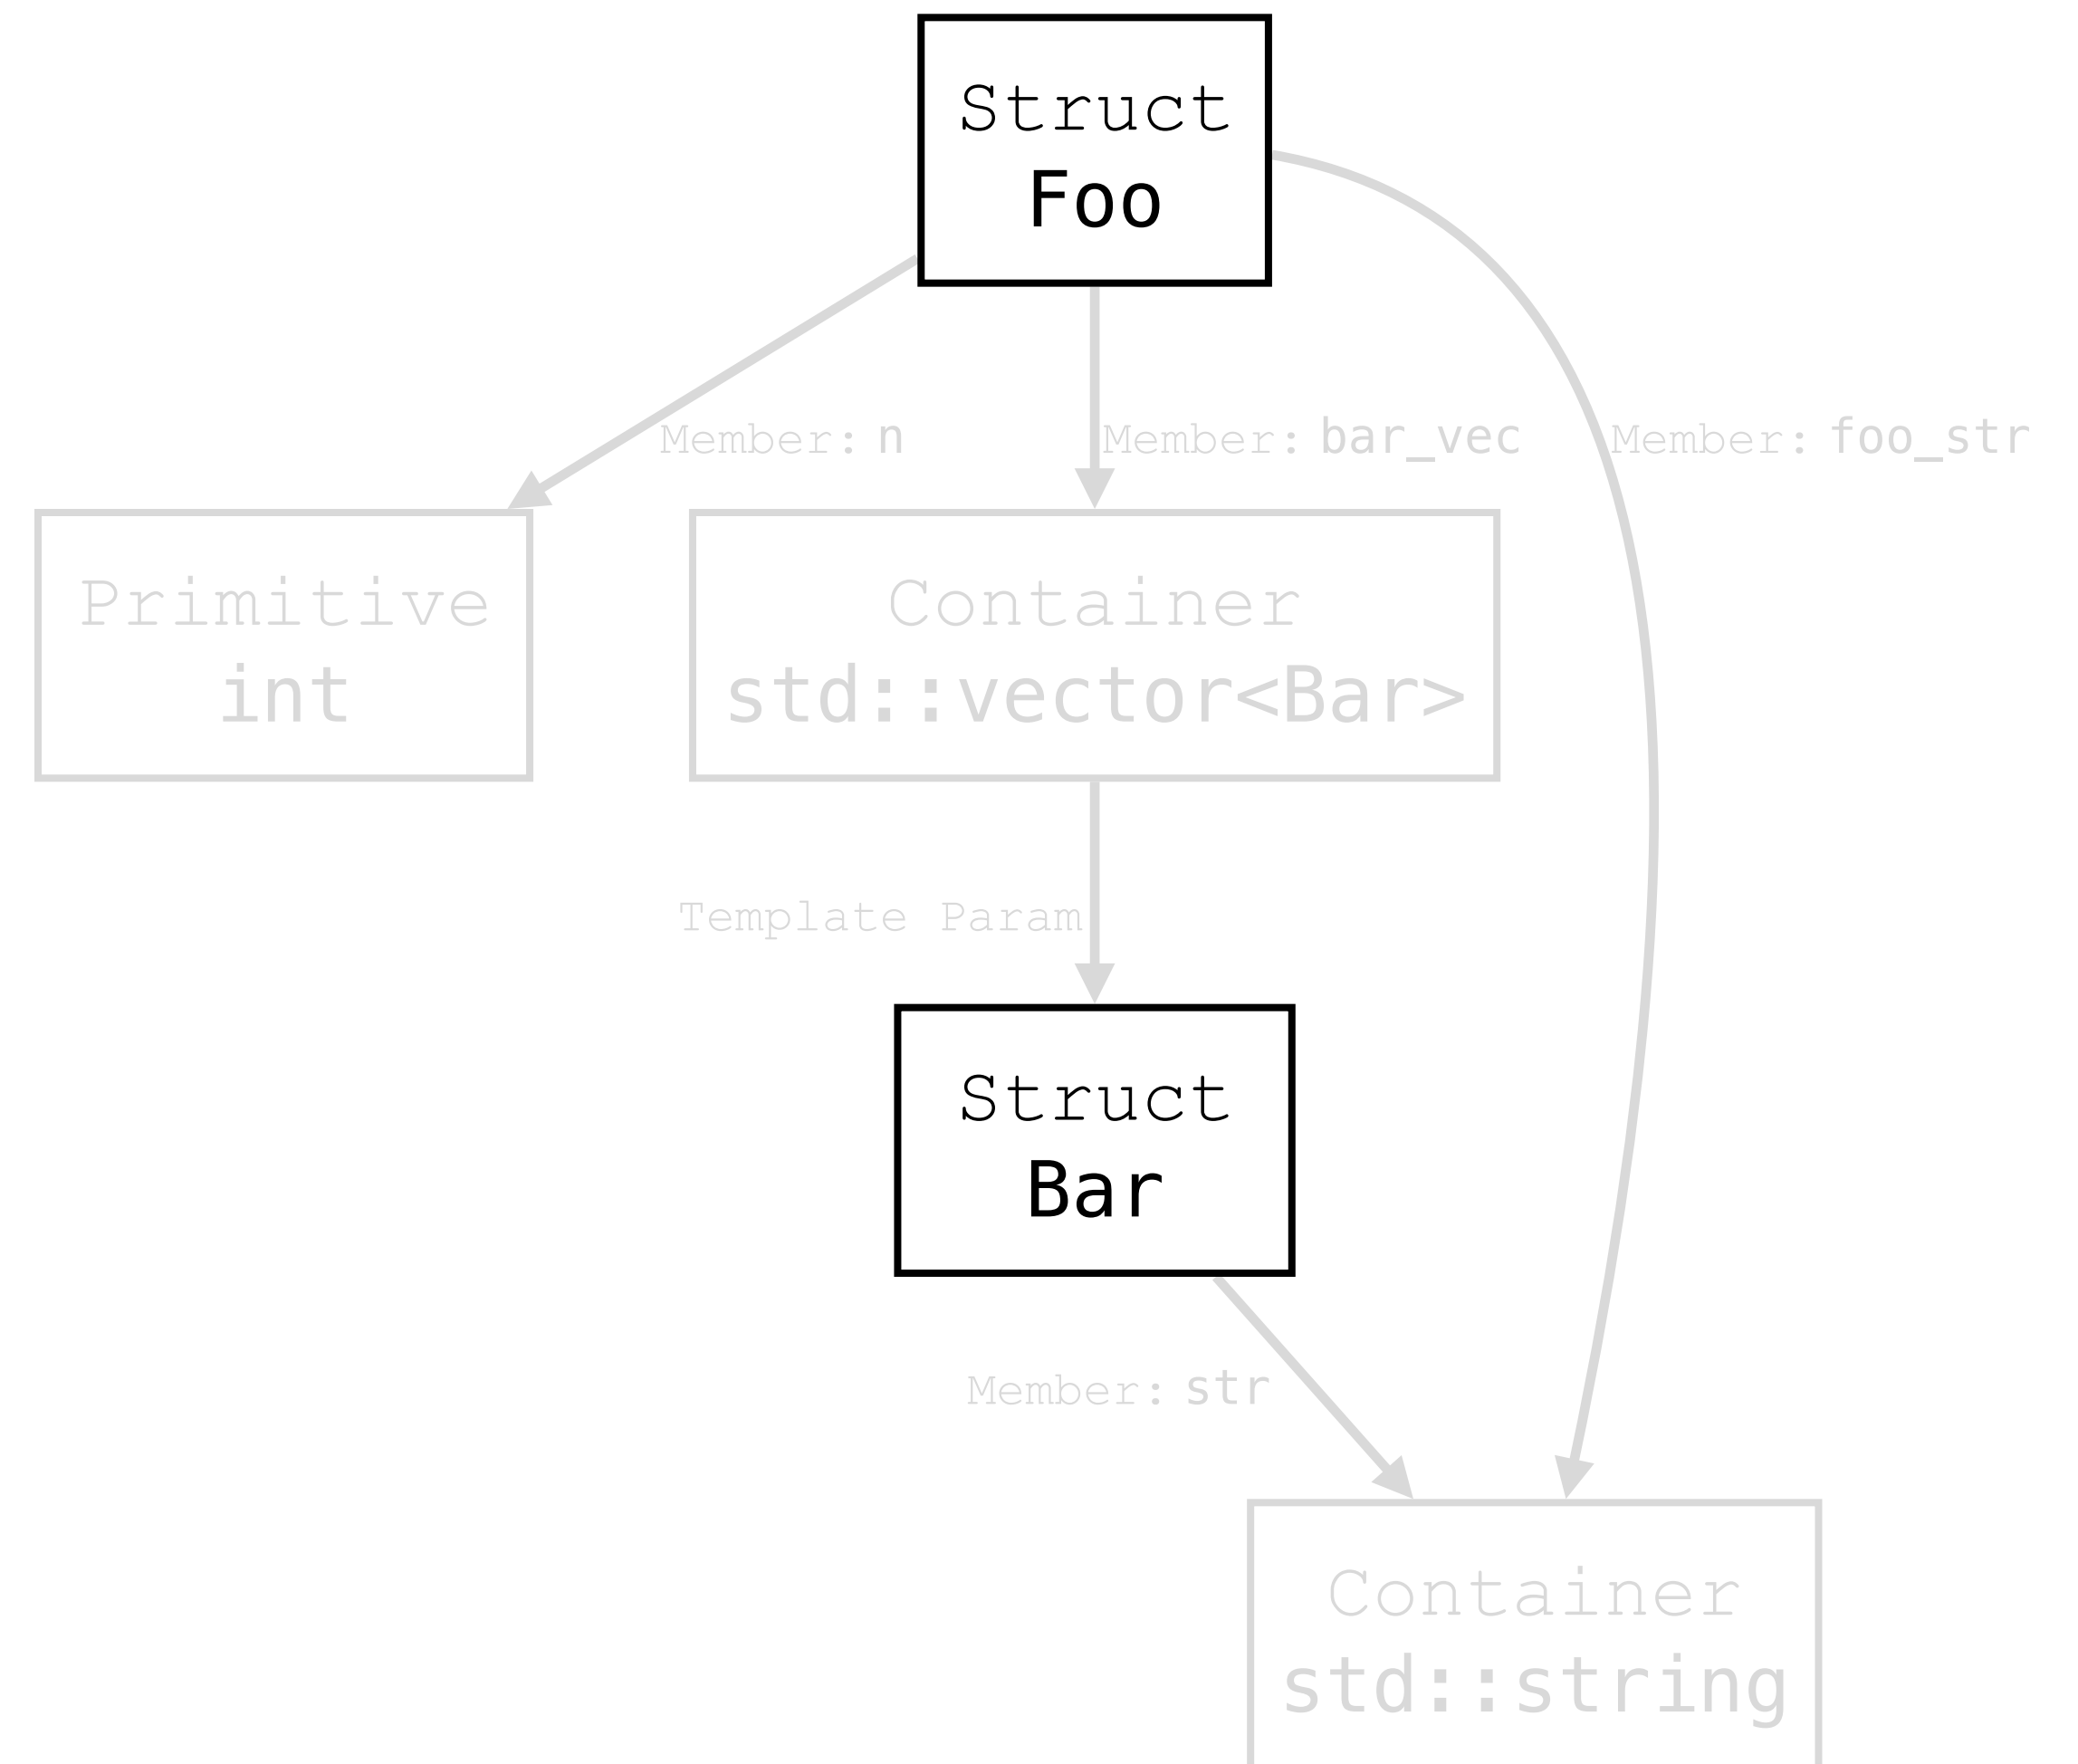 Struct
Foo
Member: n
Member: bar_vec
Member: foo_str
Primitive
int
Container
std::vector<Bar>
Template Param
Struct
Bar
Member: str
Container
std::string